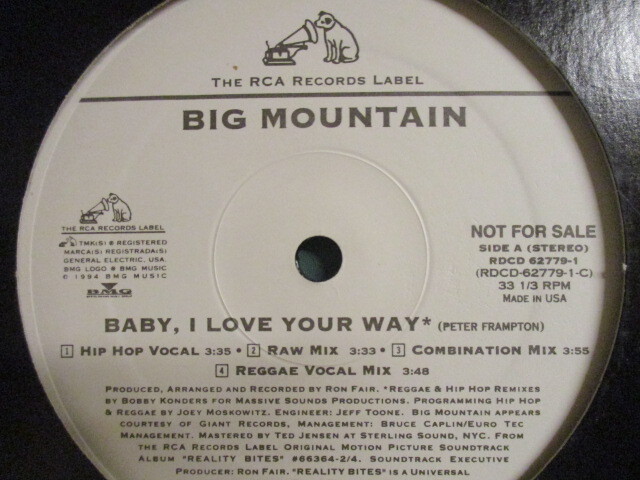 THE RCA RECORDS LABEL
BIG MOUNTAIN
THE RCA RECORDS LABEL
TMK(S) ® REGISTERED
MARCA(S) REGISTRADA(S)
GENERAL ELECTRIC, USA.
BMG LOGO ® BMG MUSIC
© 1994 BMG MUSIC
BMG
NOT FOR SALE
SIDE A (STEREO)
RDCD 62779-1
(RDCD-62779-1-C)
33 1/3 RPM
MADE IN USA
BABY, I LOVE YOUR WAY* (PETER FRAMPTON)
1 HIP HOP VOCAL 3:35 • 2 RAW MIX 3:33 • 3 COMBINATION MIX 3:55
4 REGGAE VOCAL MIX 3:48
PRODUCED, ARRANGED AND RECORDED BY RON FAIR. *REGGAE & HIP HOP REMIXES
BY BOBBY KONDERS FOR MASSIVE SOUNDS PRODUCTIONS. PROGRAMMING HIP HOP
& REGGAE BY JOEY MOSKOWITZ. ENGINEER: JEFF TOONE. BIG MOUNTAIN APPEARS
COURTESY OF GIANT RECORDS, MANAGEMENT: BRUCE CAPLIN/EURO TEC
MANAGEMENT. MASTERED BY TED JENSEN AT STERLING SOUND, NYC. FROM
THE RCA RECORDS LABEL ORIGINAL MOTION PICTURE SOUNDTRACK
ALBUM "REALITY BITES" #66364-2/4. SOUNDTRACK EXECUTIVE
PRODUCER: RON FAIR. "REALITY BITES" IS A UNIVERSAL